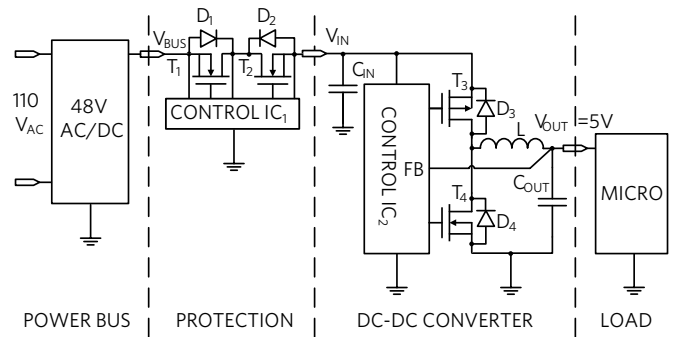 D1
D2
VBUS
VIN
T1
T2
CIN
T3
110
VAC
48V
AC/DC
CONTROL IC1
CONTROL IC2
D3
L
VOUT I=5V
FB
COUT
MICRO
T4
D4
POWER BUS
PROTECTION
DC-DC CONVERTER
LOAD